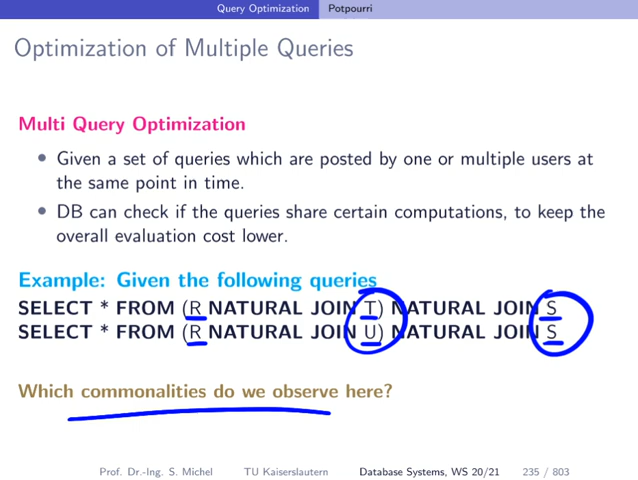 Query Optimization Potpourri
Optimization of Multiple Queries
Multi Query Optimization
• Given a set of queries which are posted by one or multiple users at
the same point in time.
• DB can check if the queries share certain computations, to keep the
overall evaluation cost lower.
Example: Given the following queries
SELECT * FROM (R NATURAL JOIN T) NATURAL JOIN S
SELECT * FROM (R NATURAL JOIN U) NATURAL JOIN S
Which commonalities do we observe here?
Prof. Dr.-Ing. S. Michel TU Kaiserslautern Database Systems, WS 20/21 235 / 803